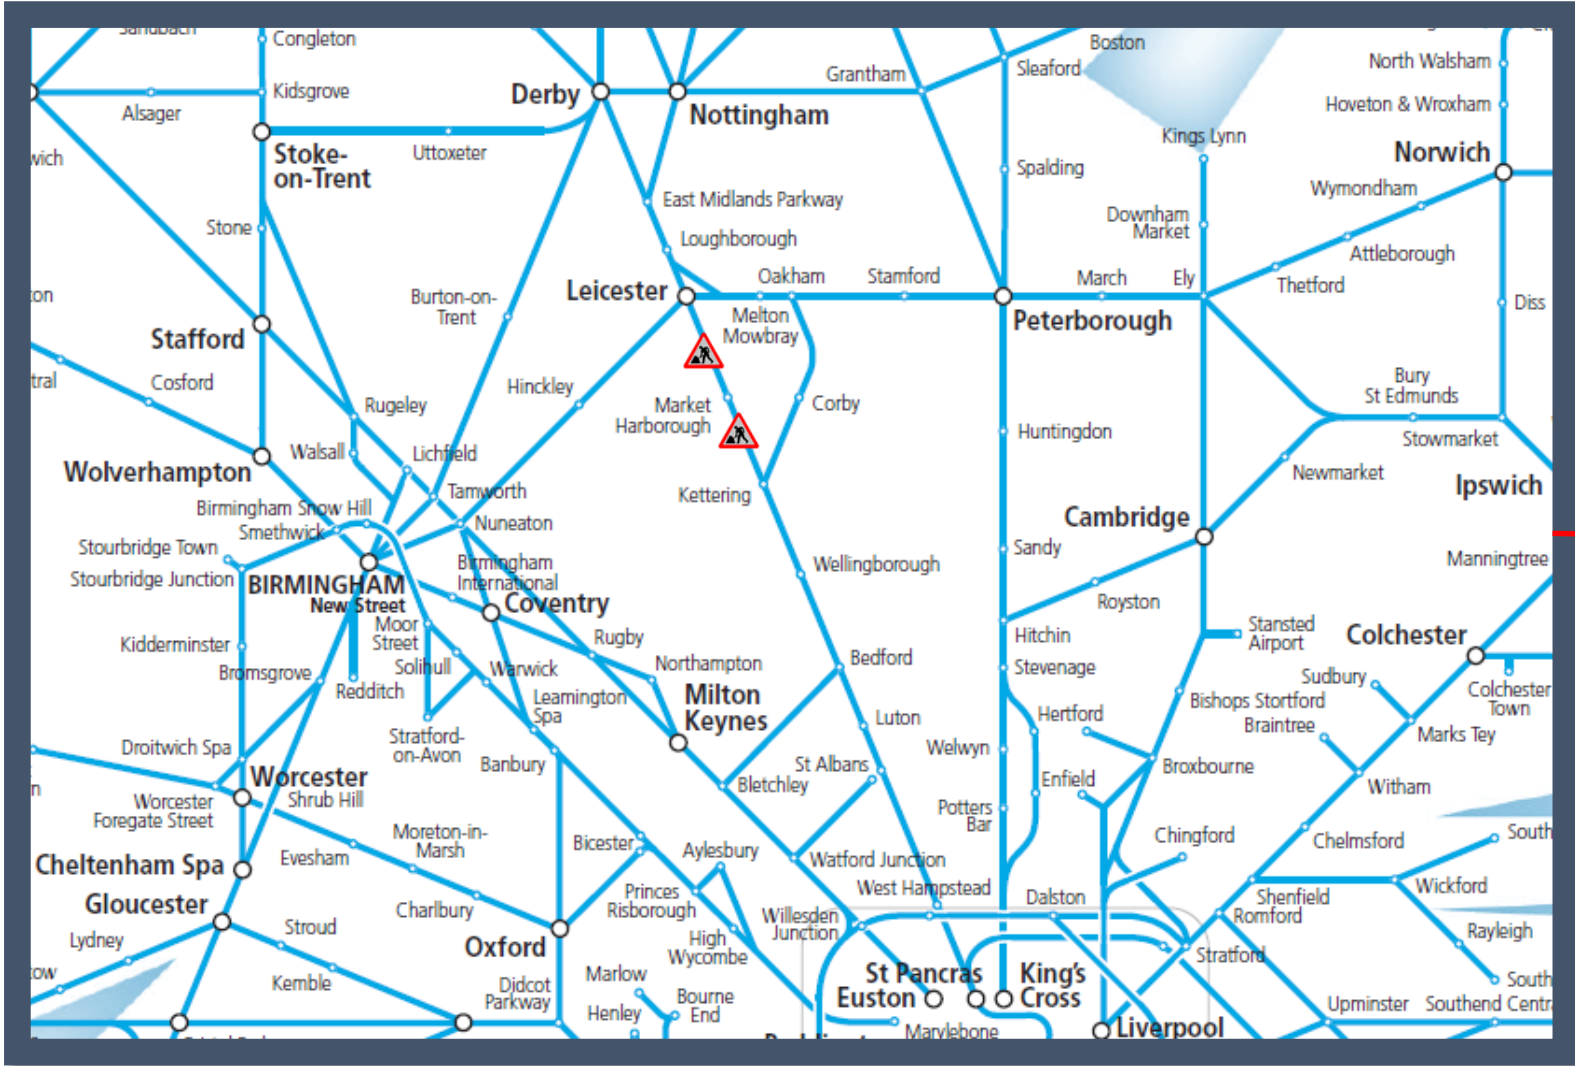 Congleton
Boston
Grantham
Sleaford
North Walsham
Kidsgrove
Derby
Alsager
Nottingham
Hoveton & Wroxham
Kings Lynn
Stoke-
on-Trent
Uttoxeter
Norwich
Spalding
Wymondham
East Midlands Parkway
Downham
Market
Stone
Loughborough
Attleborough
Oakham
Stamford
March
Ely
Thetford
Leicester
Burton-on-
Trent
Melton
Mowbray
Peterborough
Diss
Stafford
Cosford
Hinckley
Bury
St Edmunds
Rugeley
Market
Harborough
Corby
Huntingdon
Stowmarket
Walsall
Lichfield
Wolverhampton
Newmarket
Tamworth
Kettering
Ipswich
Birmingham Snow Hill
Smethwick
Nuneaton
Cambridge
Stourbridge Town
Stourbridge Junction
Birmingham
International
Sandy
Manningtree
Wellingborough
BIRMINGHAM
New Street
Coventry
Royston
Moor
Street
Rugby
Hitchin
Stansted
Airport
Colchester
Kidderminster
Bromsgrove
Solihull
Warwick
Northampton
Bedford
Stevenage
Redditch
Leamington
Spa
Milton
Keynes
Sudbury
Colchester
Town
Bishops Stortford
Hertford
Luton
Braintree
Marks Tey
Droitwich Spa
Stratford-
on-Avon
Banbury
Welwyn
St Albans
Broxbourne
Worcester
Shrub Hill
Bletchley
Enfield
Witham
Worcester
Foregate Street
Potters
Bar
Moreton-in-
Marsh
Bicester
Aylesbury
Chingford
Chelmsford
Evesham
Cheltenham Spa
Watford Junction
West Hampstead
Dalston
Shenfield
Wickford
Princes
Risborough
Gloucester
Charlbury
Willesden
Junction
Romford
Stroud
Lydney
Oxford
High
Wycombe
Stratford
Rayleigh
Kemble
Didcot
Parkway
Marlow
St Pancras
Euston
King's
Cross
Bourne
End
Henley
Upminster
Marylebone
Liverpool